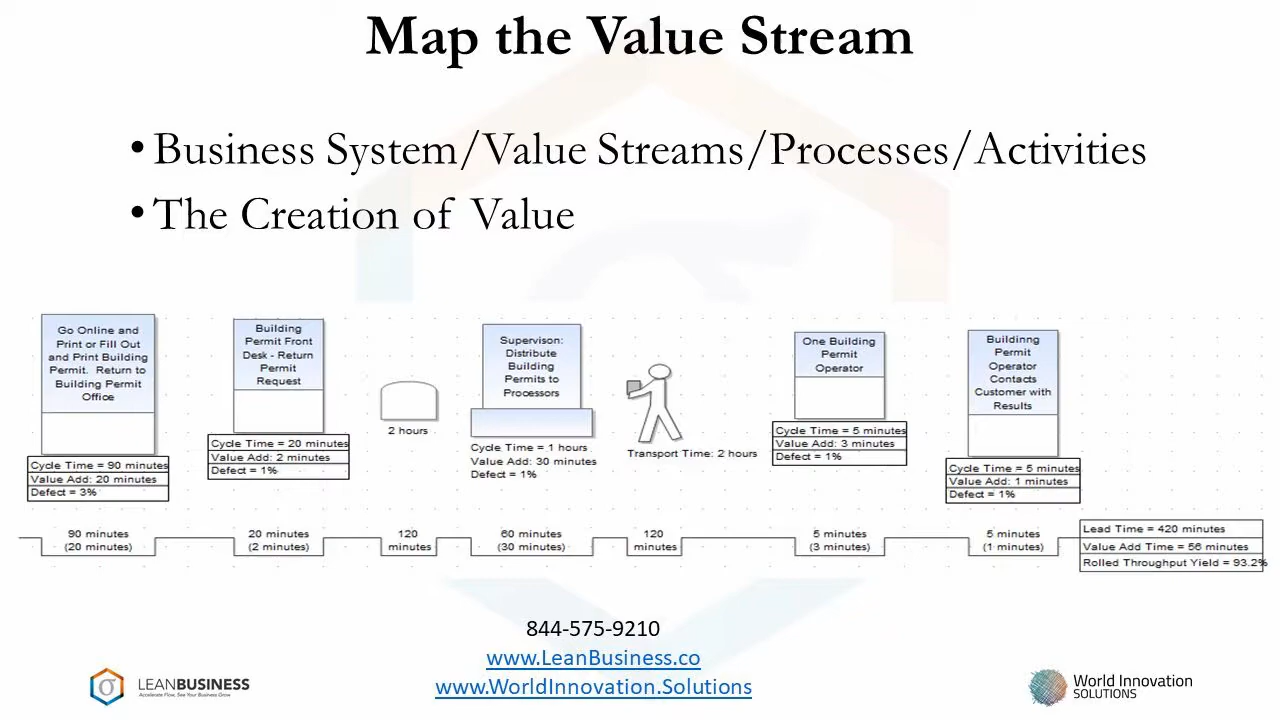 Map the Value Stream
• Business System/Value Streams/Processes/Activities
• The Creation of Value
Go Online and
Print or Fill Out
and Print Building
Permit. Return to
Building Permit
Office
Cycle Time = 90 minutes
Value Add: 20 minutes
Defect = 3%
Building
Permit Front
Desk - Return
Permit
Request
Cycle Time = 20 minutes
Value Add: 2 minutes
Defect = 1%
2 hours
Supervison:
Distribute
Building
Permits to
Processors
Cycle Time = 1 hours
Value Add: 30 minutes
Defect = 1%
Transport Time: 2 hours
One Building
Permit
Operator
Cycle Time = 5 minutes
Value Add: 3 minutes
Defect = 1%
Buildinng
Permit
Operator
Contacts
Customer with
Results
Cycle Time = 5 minutes
Value Add: 1 minutes
Defect = 1%
90 minutes
(20 minutes)
20 minutes
(2 minutes)
120
minutes
60 minutes
(30 minutes)
120
minutes
5 minutes
(3 minutes)
5 minutes
(1 minutes)
Lead Time = 420 minutes
Value Add Time = 56 minutes
Rolled Throughput Yield = 93.2%
844-575-9210
www.LeanBusiness.co
www.WorldInnovation.Solutions
σ LEANBUSINESS
Accelerate Flow, See Your Business Grow
World Innovation
SOLUTIONS